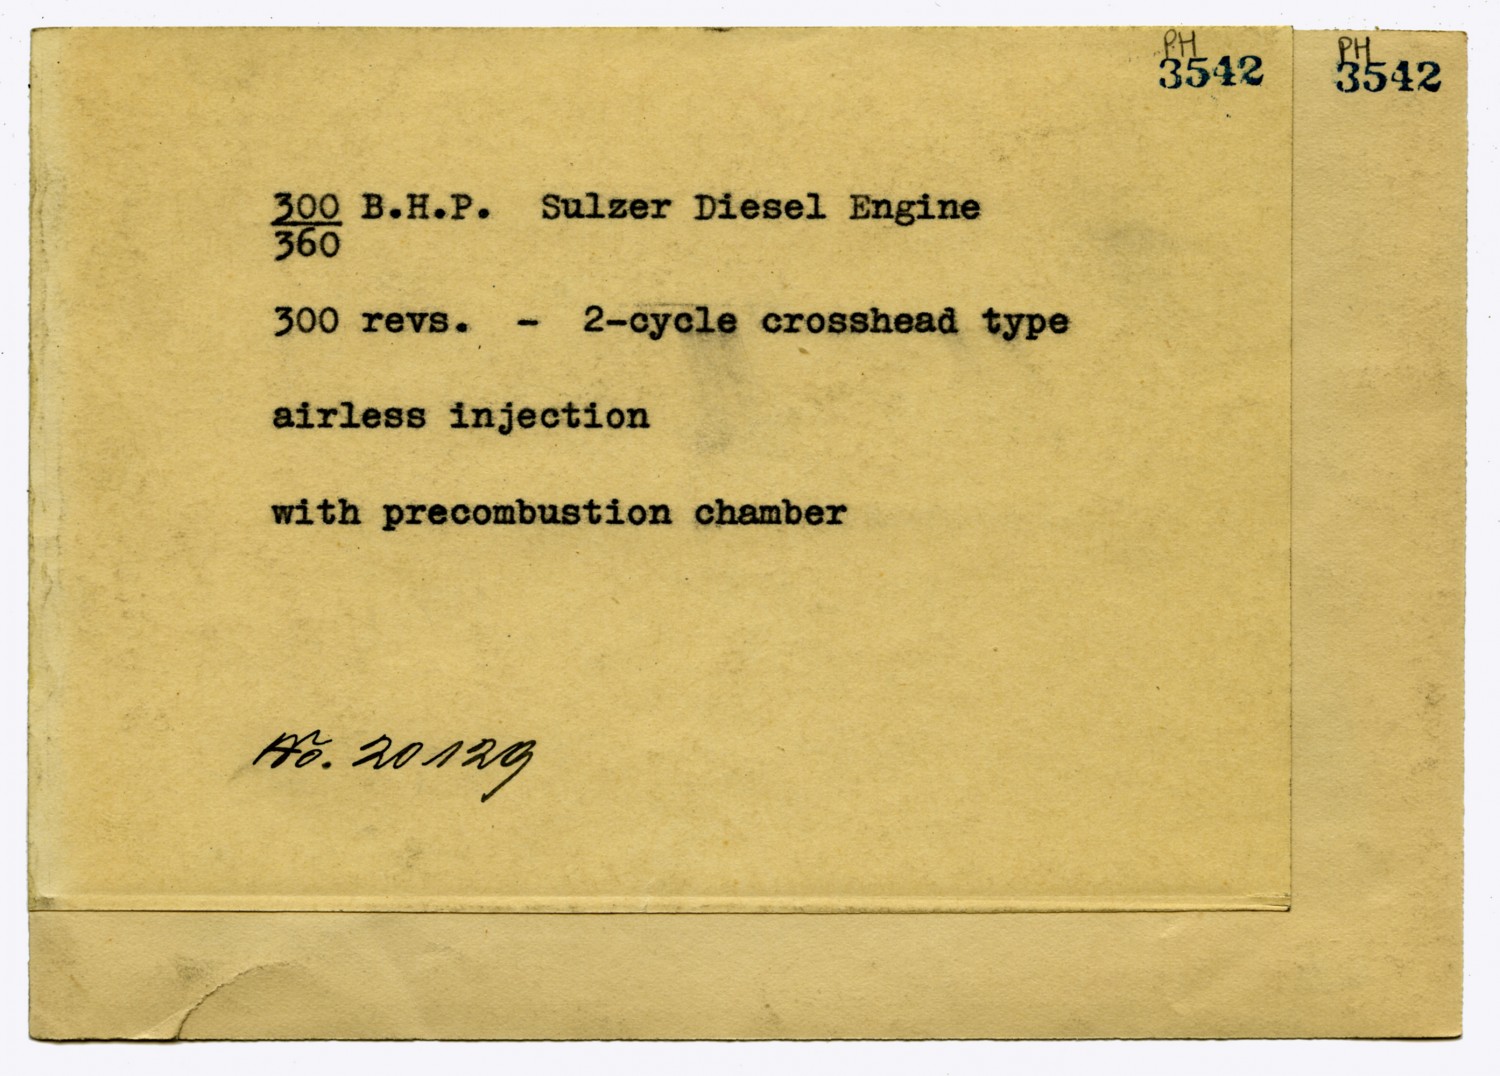 PH PH
3542 3542
300 B.H.P. Sulzer Diesel Engine
360
300 revs. - 2-cycle crosshead type
airless injection
with precombustion chamber
No. 20129